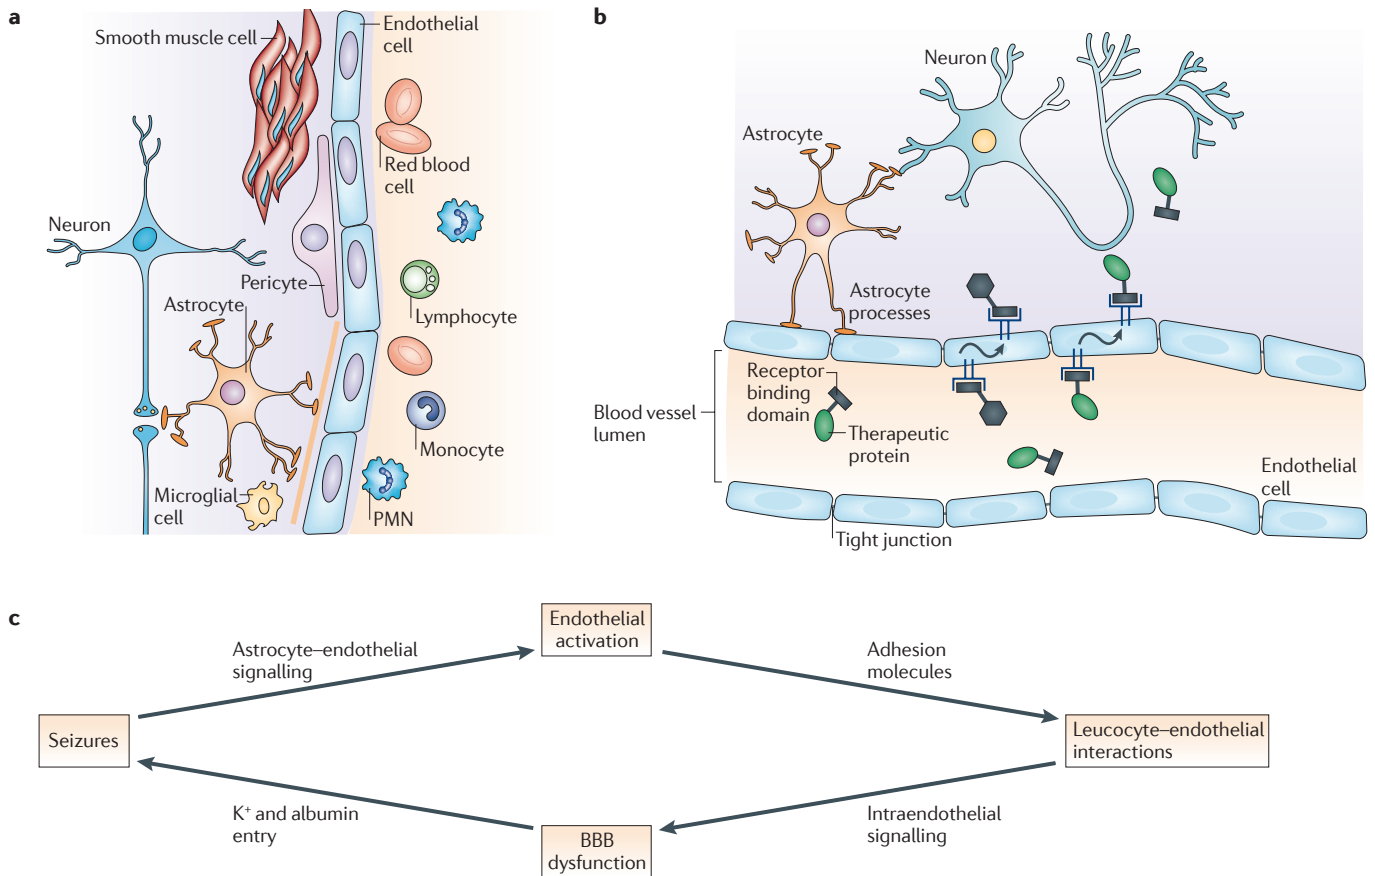 a
Smooth muscle cell
Endothelial
cell
Red blood
cell
Neuron
Pericyte
Astrocyte
Lymphocyte
Monocyte
Microglial
cell
PMN
b
Neuron
Astrocyte
Astrocyte
processes
Receptor
binding
domain
Blood vessel
lumen
Therapeutic
protein
Endothelial
cell
Tight junction
c
Endothelial
activation
Astrocyte–endothelial
signalling
Adhesion
molecules
Seizures
Leucocyte–endothelial
interactions
K⁺ and albumin
entry
Intraendothelial
signalling
BBB
dysfunction